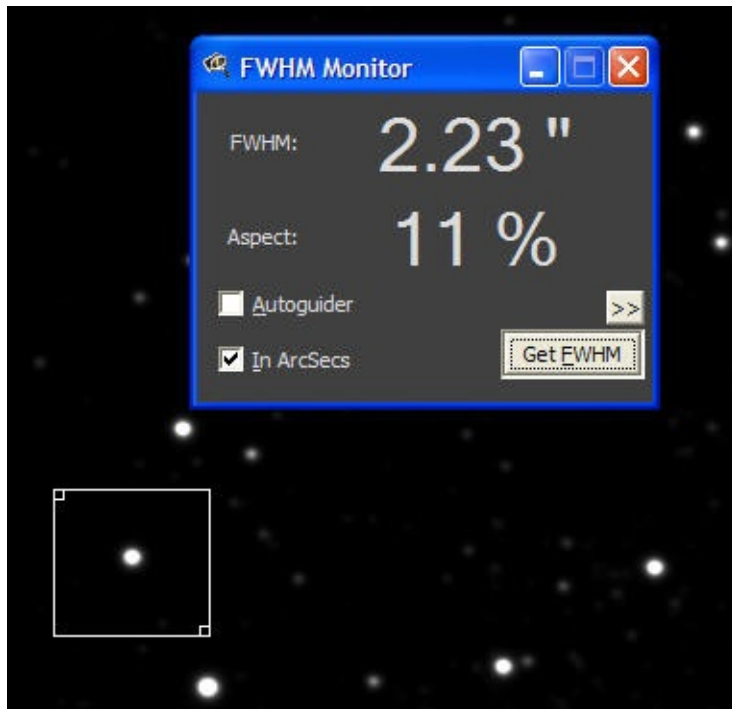 FWHM Monitor
FWHM: 2.23 "
Aspect: 11 %
Autoguider
>>
In ArcSecs
Get FWHM